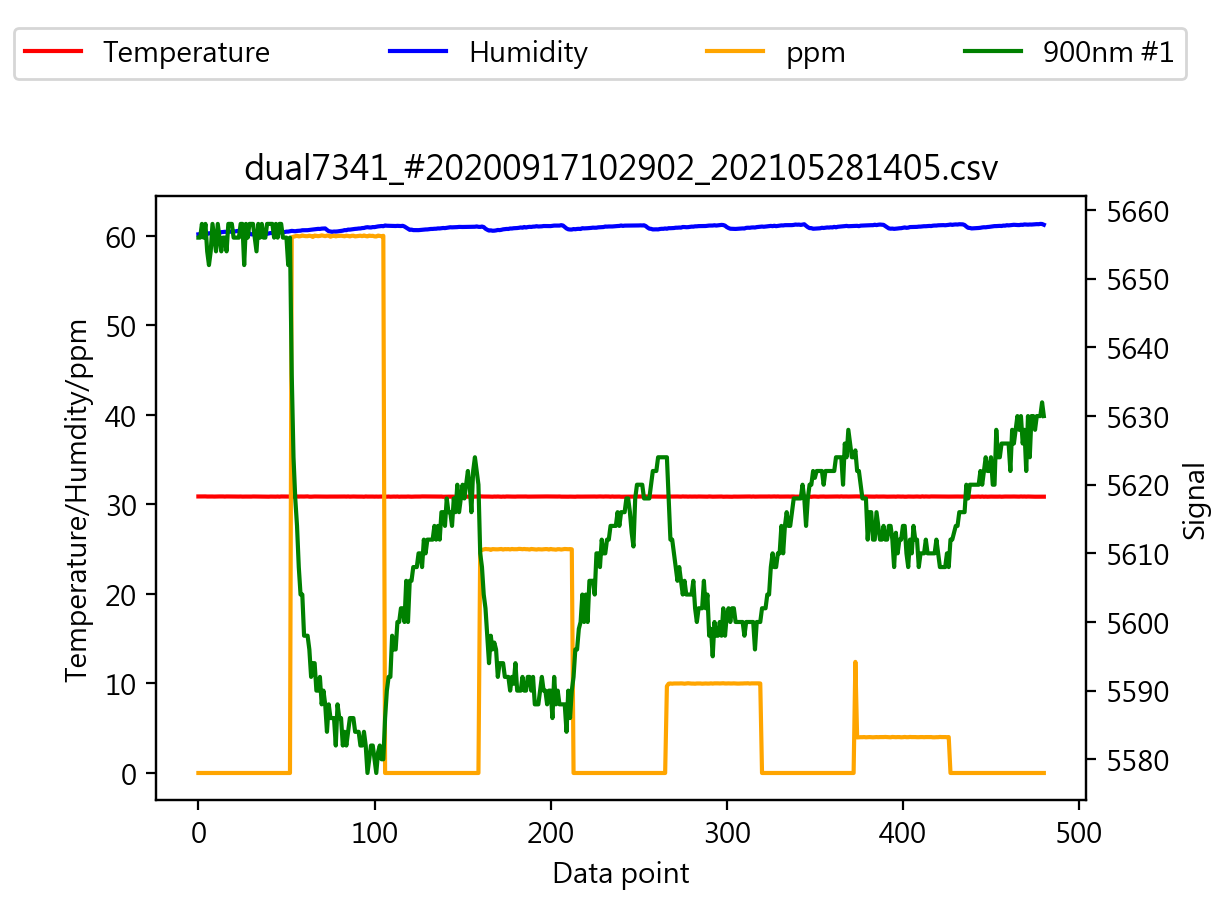 Temperature Humidity ppm 900nm #1
dual7341_#20200917102902_202105281405.csv
Temperature/Humdity/ppm
60
50
40
30
20
10
0
5660
5650
5640
5630
5620
5610
5600
5590
5580
Signal
0 100 200 300 400 500
Data point